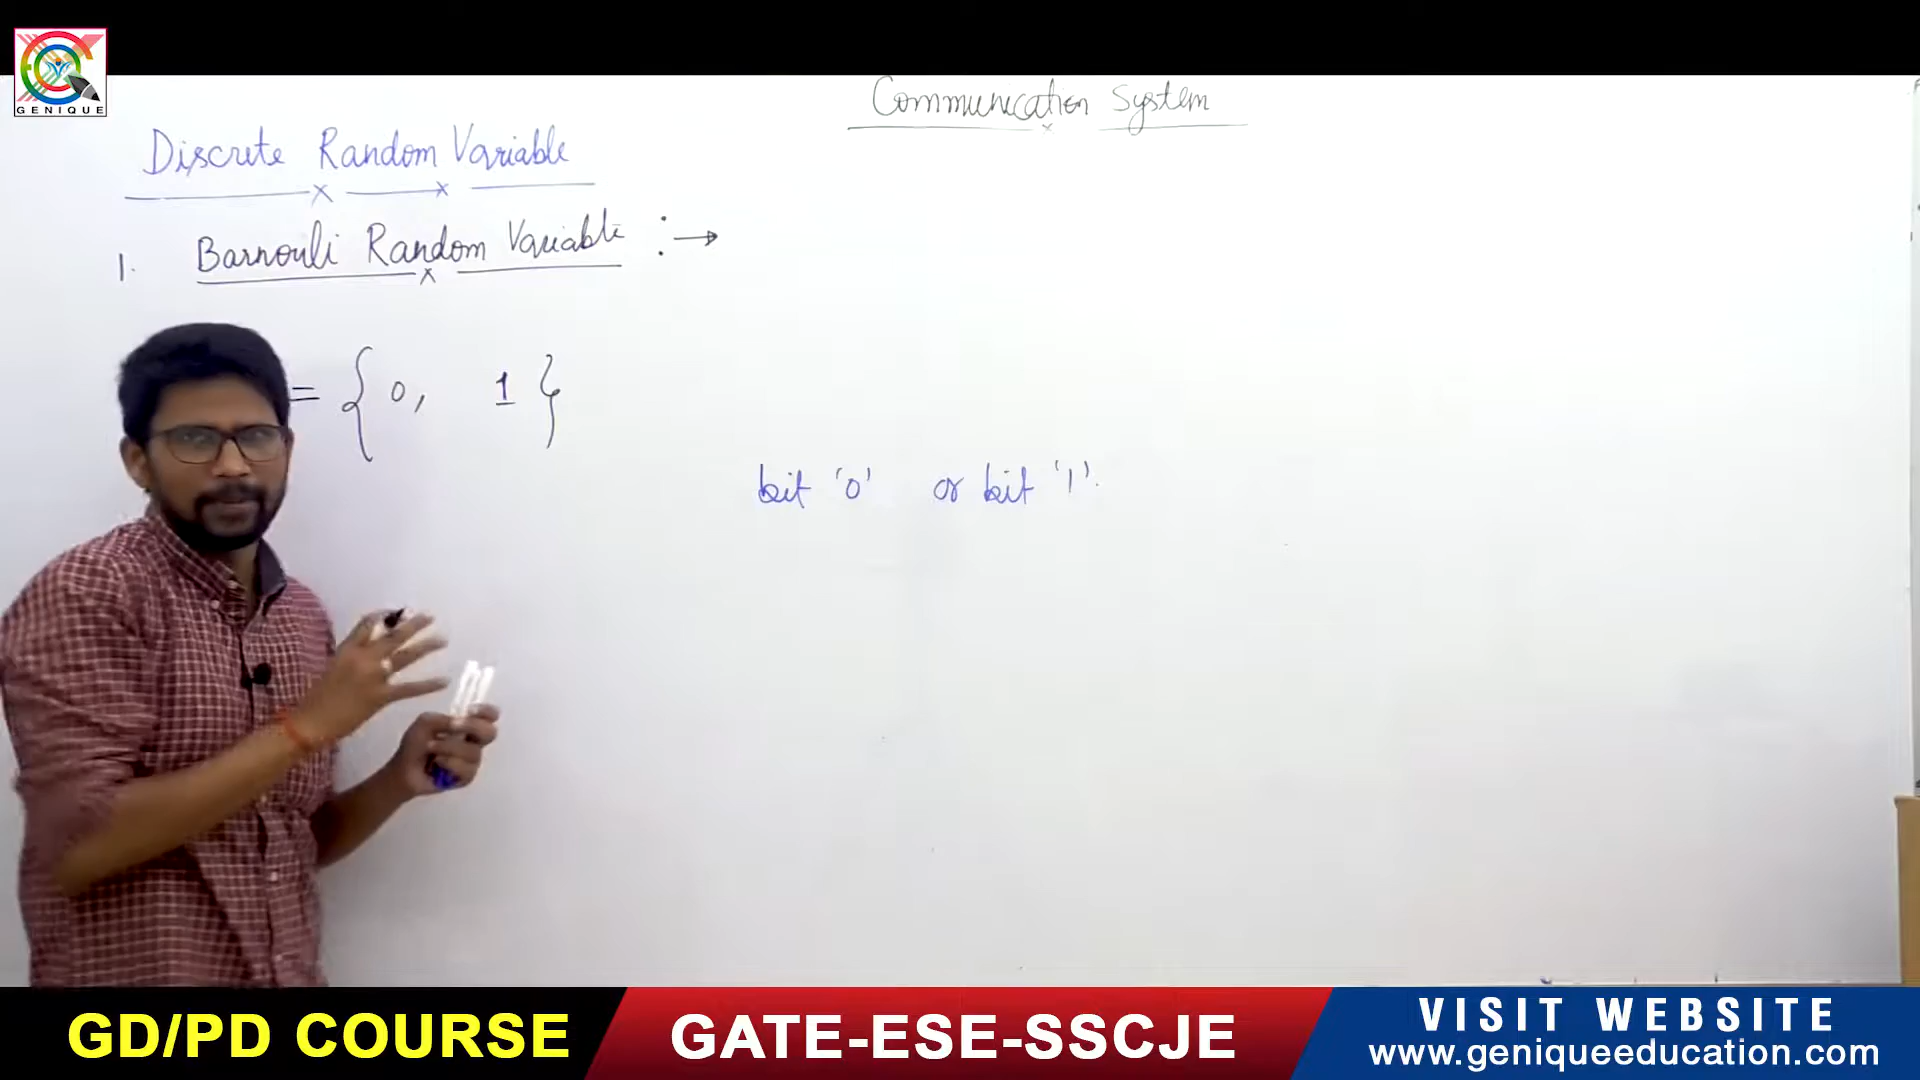 GENIQUE
Communication System
Discrete Random Variable
1. Barnouli Random Variable :→
= { 0, 1 }
bit '0' or bit '1'.
GD/PD COURSE
GATE-ESE-SSCJE
VISIT WEBSITE
www.geniqueeducation.com